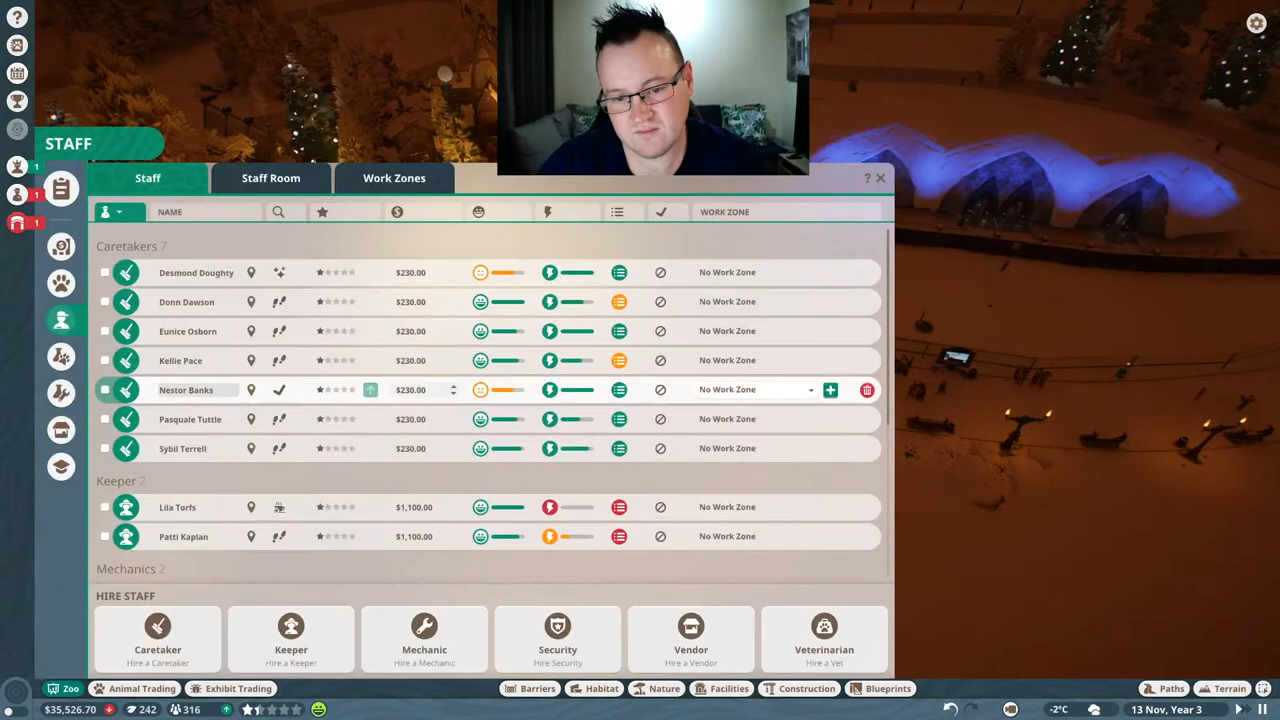 ?
STAFF
1
1
1
Staff Staff Room Work Zones ?
NAME WORK ZONE
Caretakers 7
Desmond Doughty $230.00 No Work Zone
Donn Dawson $230.00 No Work Zone
Eunice Osborn $230.00 No Work Zone
Kellie Pace $230.00 No Work Zone
Nestor Banks $230.00 No Work Zone
Pasquale Tuttle $230.00 No Work Zone
Sybil Terrell $230.00 No Work Zone
Keeper 2
Lila Torfs $1,100.00 No Work Zone
Patti Kaplan $1,100.00 No Work Zone
Mechanics 2
HIRE STAFF
Caretaker Keeper Mechanic Security Vendor Veterinarian
Hire a Caretaker Hire a Keeper Hire a Mechanic Hire Security Hire a Vendor Hire a Vet
Zoo Animal Trading Exhibit Trading Barriers Habitat Nature Facilities Construction Blueprints Paths Terrain
$35,526.70 242 316 -2°C 13 Nov, Year 3